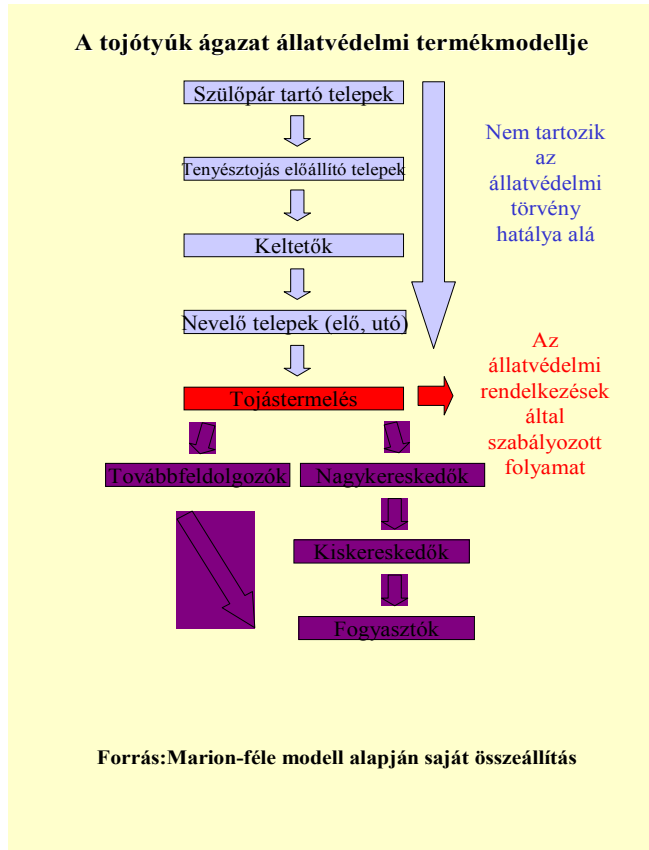 A tojótyúk ágazat állatvédelmi termékmodellje
Szülőpár tartó telepek
Tenyésztojás előállító telepek
Keltetők
Nevelő telepek (elő, utó)
Nem tartozik
az
állatvédelmi
törvény
hatálya alá
Tojástermelés
Az
állatvédelmi
rendelkezések
által
szabályozott
folyamat
Továbbfeldolgozók
Nagykereskedők
Kiskereskedők
Fogyasztók
Forrás:Marion-féle modell alapján saját összeállítás